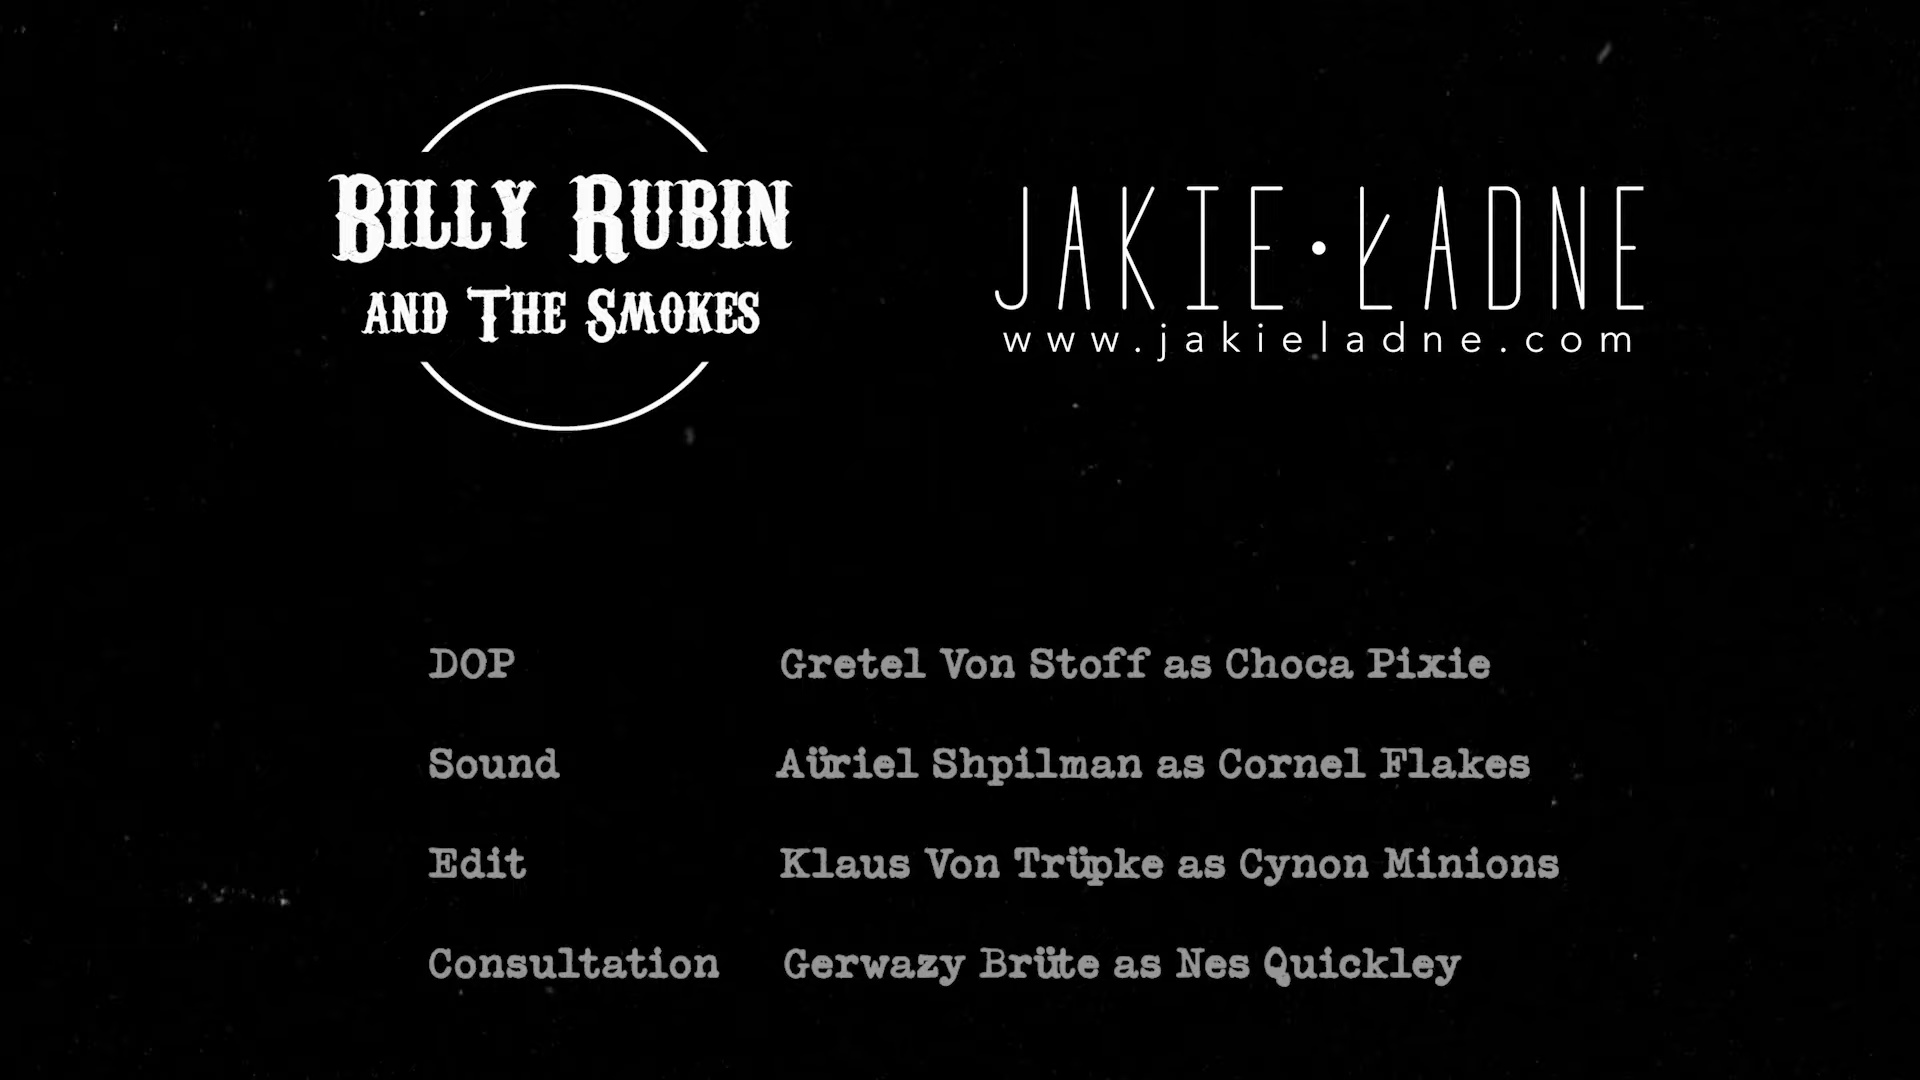 Billy Rubin
and The Smokes
JAKIE•ŁADNE
www.jakieladne.com
DOP Gretel Von Stoff as Choca Pixie
Sound Aüriel Shpilman as Cornel Flakes
Edit Klaus Von Trüpke as Cynon Minions
Consultation Gerwazy Brüte as Nes Quickley